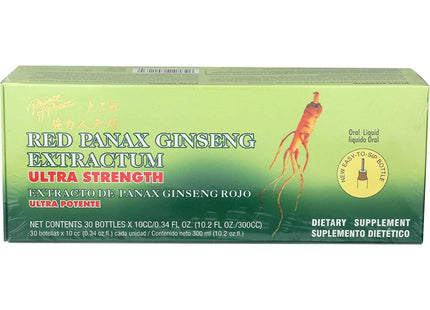 Prince of Peace
RED PANAX GINSENG
EXTRACTUM
ULTRA STRENGTH
EXTRACTO DE PANAX GINSENG ROJO
ULTRA POTENTE
NET CONTENTS 30 BOTTLES X 10CC/0.34 FL.OZ. (10.2 FL.OZ./300CC)
30 botellas x 10 cc (0.34 oz.fl.) cada unidad / Contenido neto 300 ml (10.2 oz.fl.)
Oral Liquid
líquido Oral
NEW EASY-TO-SIP BOTTLE
DIETARY SUPPLEMENT
SUPLEMENTO DIETÉTICO